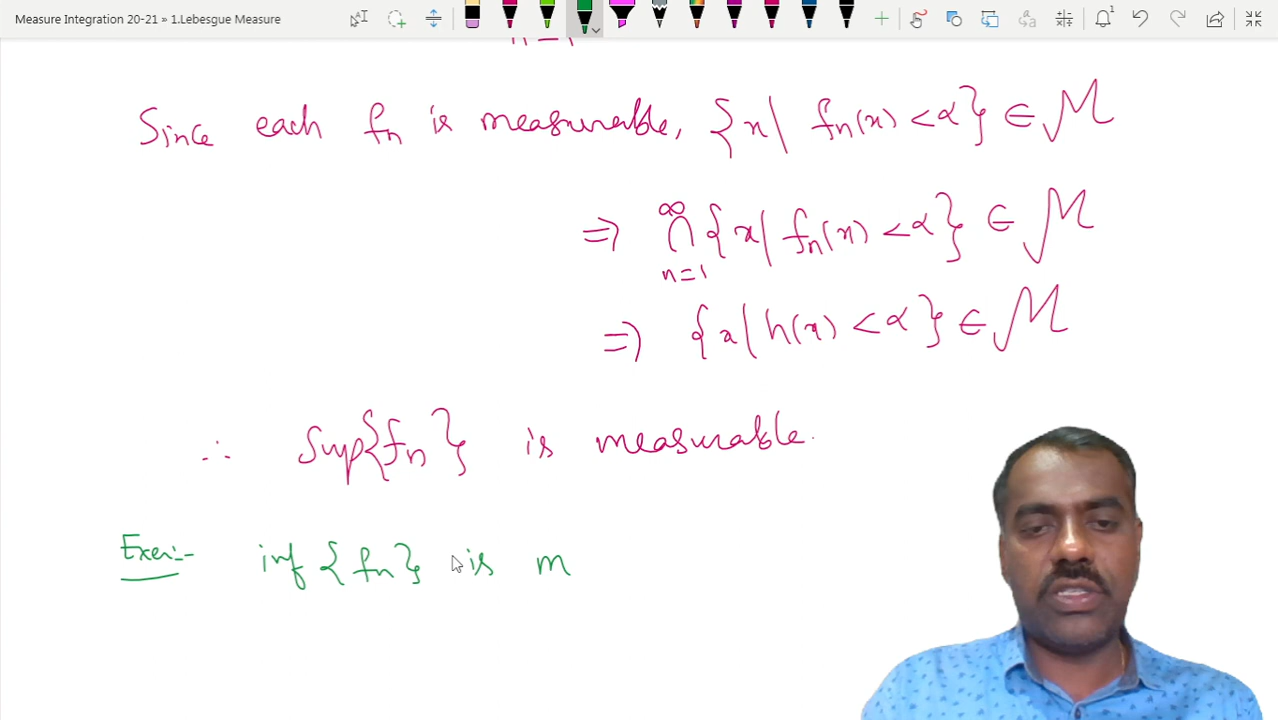 Measure Integration 20-21 » 1.Lebesgue Measure
n=1
Since each fn is measurable, {x| fn(x) <α} ∈ M
=> ∞ ∩ n=1 {x| fn(x) <α} ∈ M
=> {x| h(x) <α} ∈ M
∴ Sup{fn} is measurable.
Exer:- inf {fn} is m